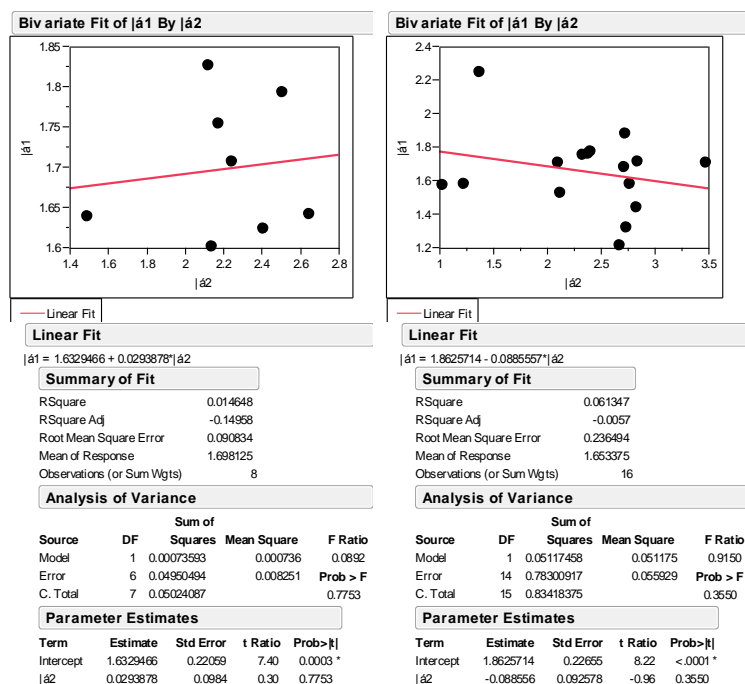 Biv ariate Fit of |á1 By |á2
1.85
1.8
1.75
1.7
1.65
1.6
|á1
1.4 1.6 1.8 2 2.2 2.4 2.6 2.8
|á2
Linear Fit
Linear Fit
|á1 = 1.6329466 + 0.0293878*|á2
Summary of Fit
RSquare 0.014648
RSquare Adj -0.14958
Root Mean Square Error 0.090834
Mean of Response 1.698125
Observations (or Sum Wgts) 8
Analysis of Variance
Sum of
Source DF Squares Mean Square F Ratio
Model 1 0.00073593 0.000736 0.0892
Error 6 0.04950494 0.008251 Prob > F
C. Total 7 0.05024087 0.7753
Parameter Estimates
Term Estimate Std Error t Ratio Prob>|t|
Intercept 1.6329466 0.22059 7.40 0.0003 *
|á2 0.0293878 0.0984 0.30 0.7753
Biv ariate Fit of |á1 By |á2
2.4
2.2
2
1.8
1.6
1.4
1.2
|á1
1 1.5 2 2.5 3 3.5
|á2
Linear Fit
Linear Fit
|á1 = 1.8625714 - 0.0885557*|á2
Summary of Fit
RSquare 0.061347
RSquare Adj -0.0057
Root Mean Square Error 0.236494
Mean of Response 1.653375
Observations (or Sum Wgts) 16
Analysis of Variance
Sum of
Source DF Squares Mean Square F Ratio
Model 1 0.05117458 0.051175 0.9150
Error 14 0.78300917 0.055929 Prob > F
C. Total 15 0.83418375 0.3550
Parameter Estimates
Term Estimate Std Error t Ratio Prob>|t|
Intercept 1.8625714 0.22655 8.22 <.0001 *
|á2 -0.088556 0.092578 -0.96 0.3550